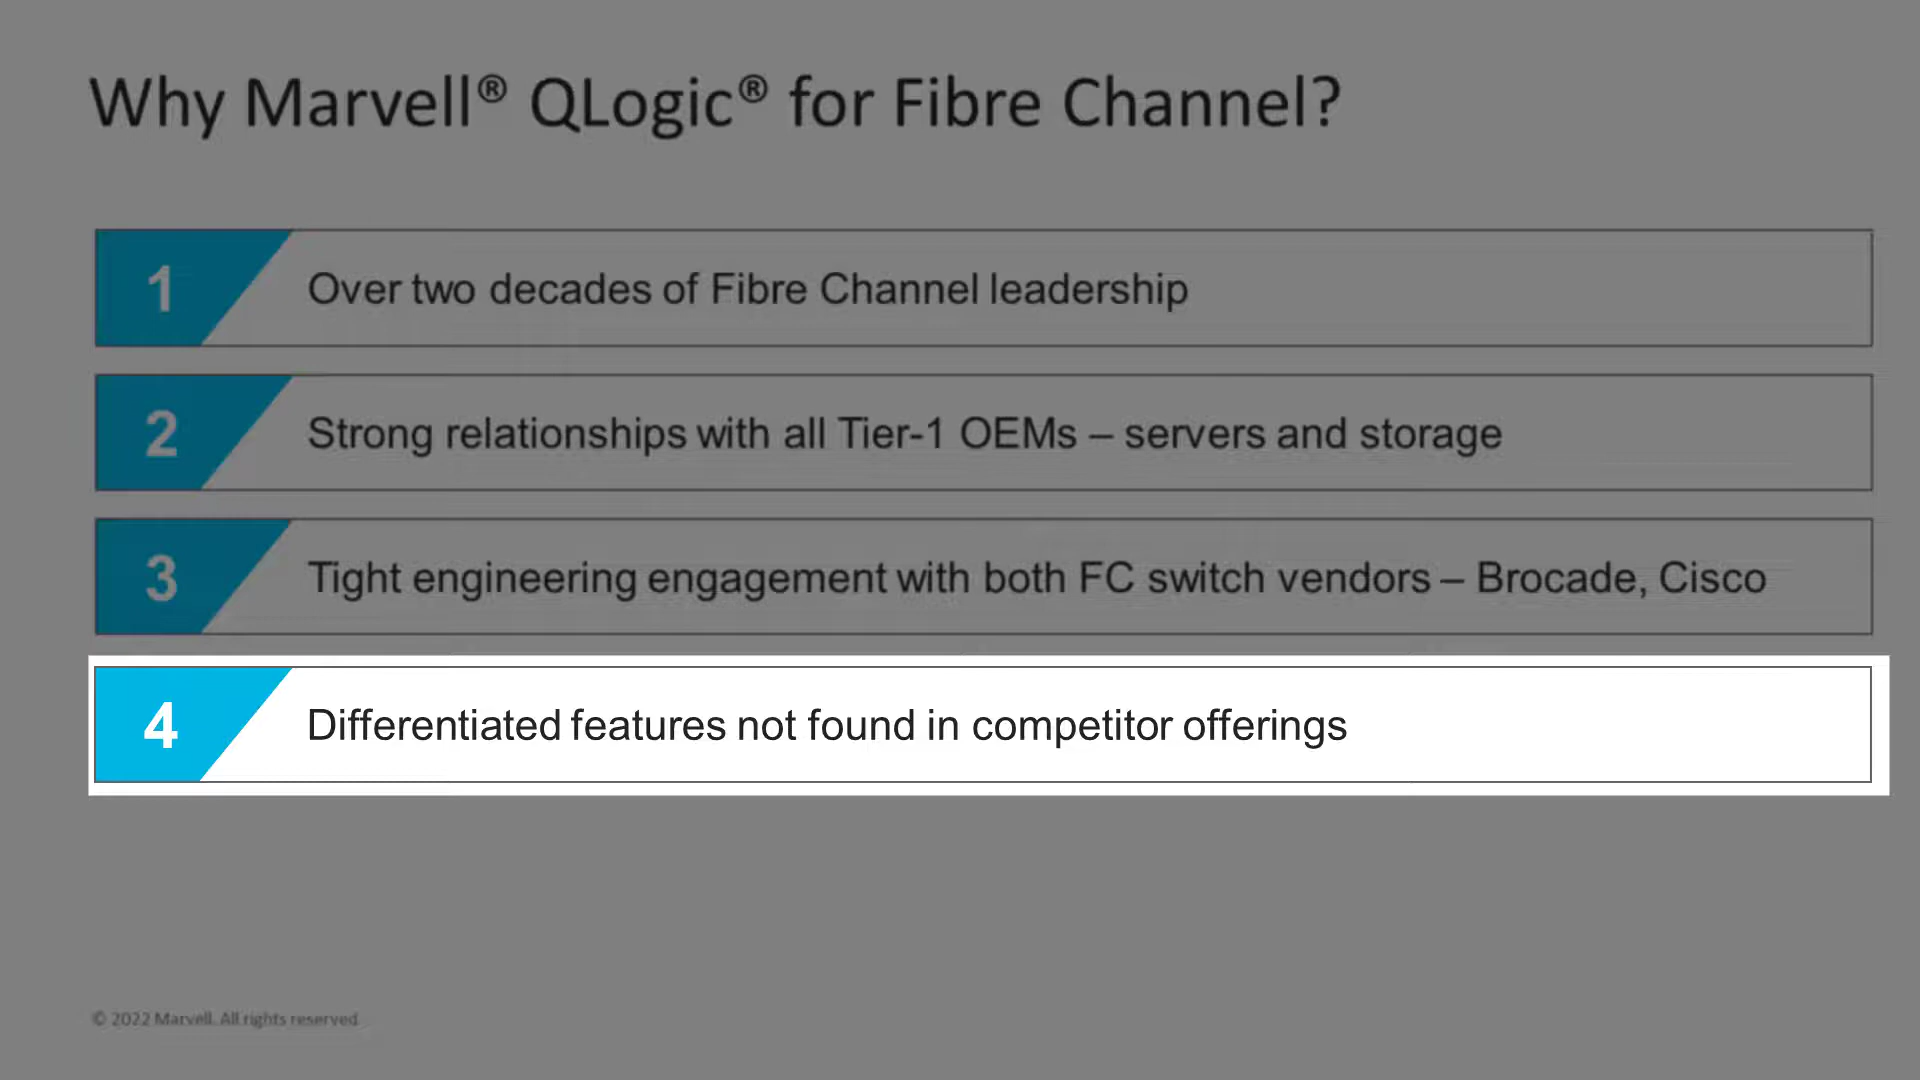 Why Marvell® QLogic® for Fibre Channel?
1 Over two decades of Fibre Channel leadership
2 Strong relationships with all Tier-1 OEMs – servers and storage
3 Tight engineering engagement with both FC switch vendors – Brocade, Cisco
4 Differentiated features not found in competitor offerings
© 2022 Marvell. All rights reserved.